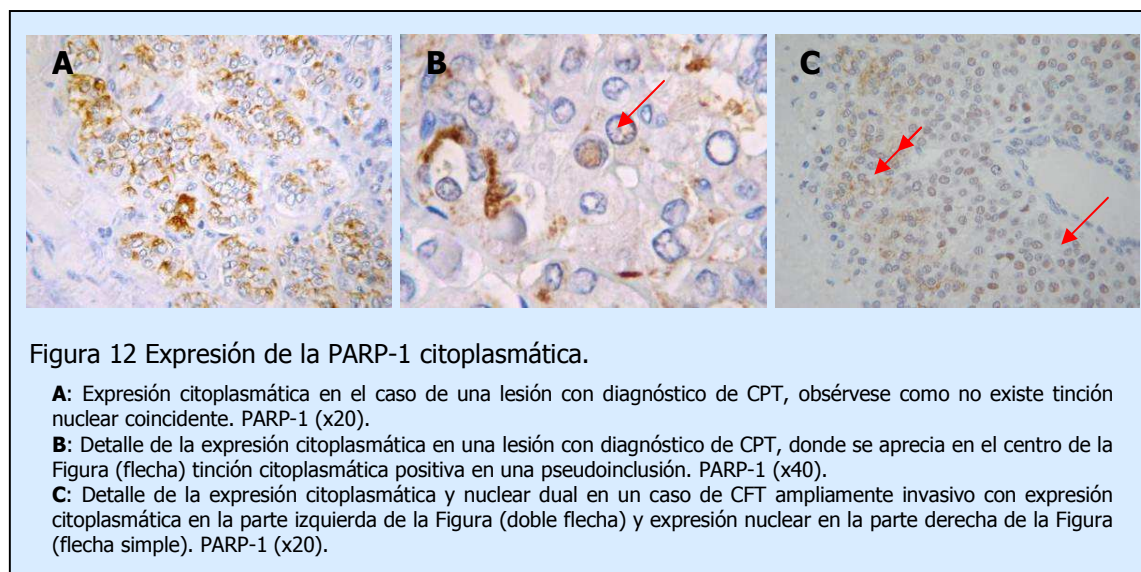 A B C
Figura 12 Expresión de la PARP-1 citoplasmática.
A: Expresión citoplasmática en el caso de una lesión con diagnóstico de CPT, obsérvese como no existe tinción
nuclear coincidente. PARP-1 (x20).
B: Detalle de la expresión citoplasmática en una lesión con diagnóstico de CPT, donde se aprecia en el centro de la
Figura (flecha) tinción citoplasmática positiva en una pseudoinclusión. PARP-1 (x40).
C: Detalle de la expresión citoplasmática y nuclear dual en un caso de CFT ampliamente invasivo con expresión
citoplasmática en la parte izquierda de la Figura (doble flecha) y expresión nuclear en la parte derecha de la Figura
(flecha simple). PARP-1 (x20).